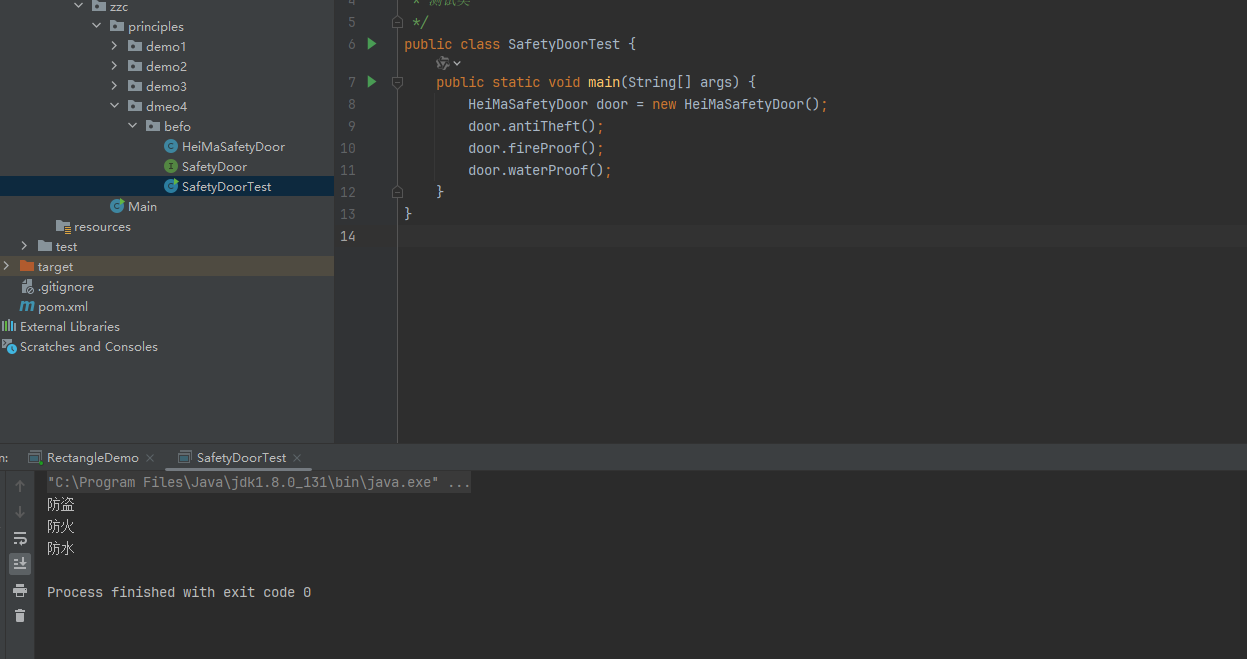 zzc
principles
demo1
demo2
demo3
dmeo4
befo
HeiMaSafetyDoor
SafetyDoor
SafetyDoorTest
Main
resources
test
target
.gitignore
pom.xml
External Libraries
Scratches and Consoles
4 * 测试类
5 */
6 public class SafetyDoorTest {
7 public static void main(String[] args) {
8 HeiMaSafetyDoor door = new HeiMaSafetyDoor();
9 door.antiTheft();
10 door.fireProof();
11 door.waterProof();
12 }
13 }
14
n: RectangleDemo SafetyDoorTest
"C:\Program Files\Java\jdk1.8.0_131\bin\java.exe" ...
防盗
防火
防水
Process finished with exit code 0